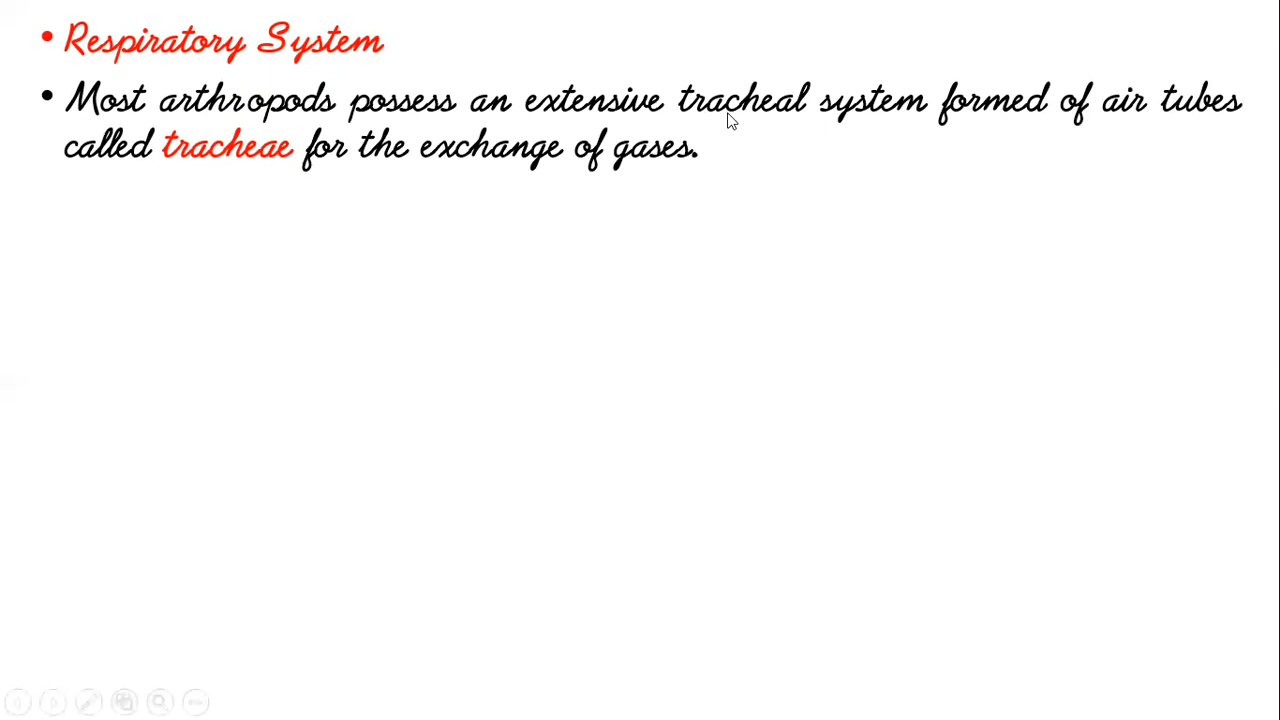 • Respiratory System
• Most arthropods possess an extensive tracheal system formed of air tubes
called tracheae for the exchange of gases.